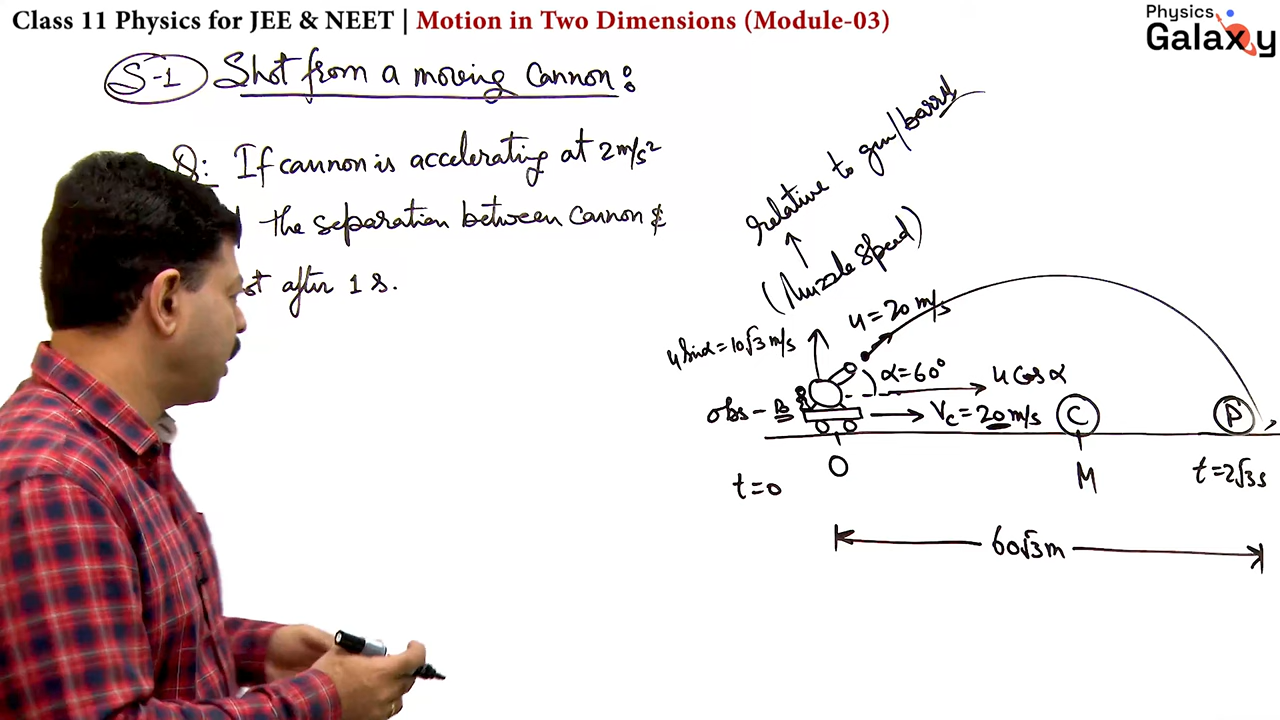 Class 11 Physics for JEE & NEET | Motion in Two Dimensions (Module-03)
Physics Galaxy
S-1 Shot from a moving Cannon :
Q: If cannon is accelerating at 2 m/s²
the separation between cannon &
after 1 s.
relative to gun/barrel
(Muzzle Speed)
u = 20 m/s
u sinα = 10√3 m/s
α = 60°
u cosα
obs - B
Vc = 20 m/s
C
P
O
M
t = 2√3 s
t = 0
60√3 m